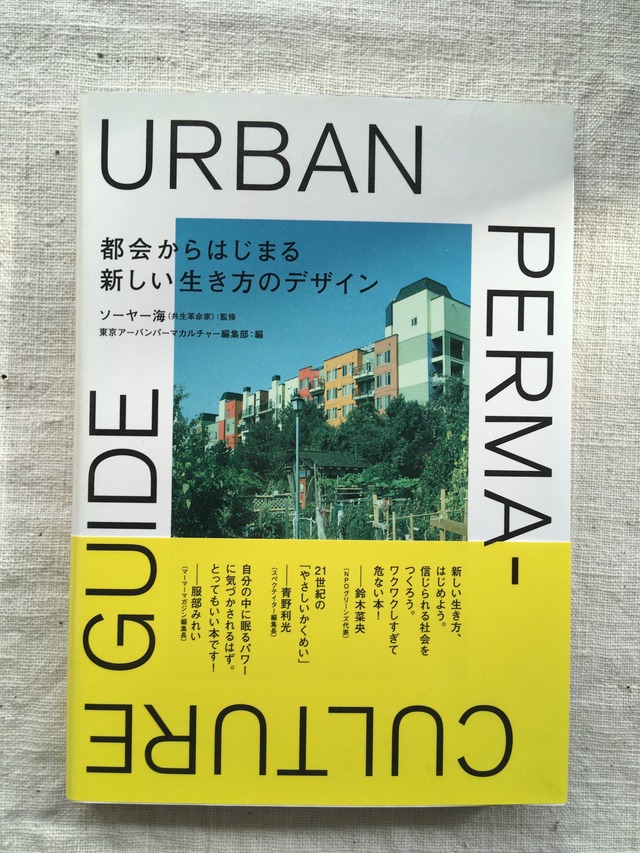 URBAN
PERMA-
CULTURE
GUIDE
都会からはじまる
新しい生き方のデザイン
ソーヤー海(共生革命家):監修
東京アーバンパーマカルチャー編集部:編
新しい生き方、
はじめよう。
信じられる社会を
つくろう。
ワクワクしすぎて
危ない本!
——鈴木菜央
(NPOグリーンズ代表)
21世紀の
「やさしいかくめい」
——青野利光
(スペクテイター編集長)
自分の中に眠るパワー
に気づかされるはず。
とってもいい本です!
——服部みれい
(マーマーマガジン編集長)